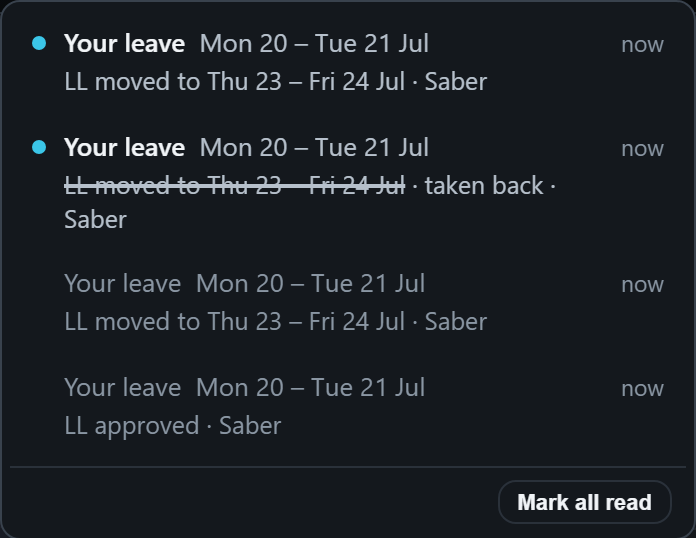 Your leave Mon 20 – Tue 21 Jul now
LL moved to Thu 23 – Fri 24 Jul · Saber
Your leave Mon 20 – Tue 21 Jul now
LL moved to Thu 23 – Fri 24 Jul · taken back ·
Saber
Your leave Mon 20 – Tue 21 Jul now
LL moved to Thu 23 – Fri 24 Jul · Saber
Your leave Mon 20 – Tue 21 Jul now
LL approved · Saber
Mark all read